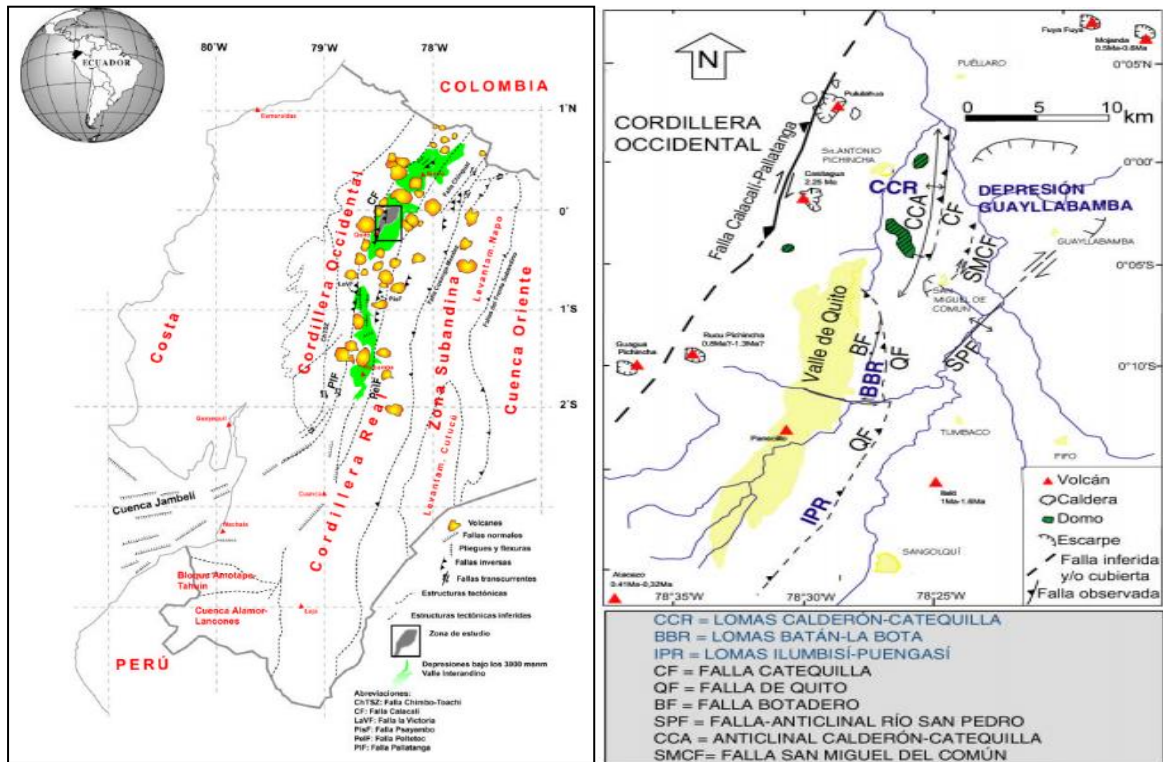 ECUADOR
80°W
79°W
78°W
COLOMBIA
1°N
Esmeraldas
0°
1°S
2°S
Costa
Cordillera Occidental
Cordillera Real
Zona Subandina
Cuenca Oriente
Levantam. Napo
Levantam. Cutucú
CF
LaVF
PisF
ChTSZ
PlF
PelF
Quito
Guayaquil
Cuenca
Machala
Loja
Cuenca Jambelí
Bloque Amotape-
Tahuin
Cuenca Alamor-
Lancones
PERÚ
Volcanes
Fallas normales
Pliegues y flexuras
Fallas inversas
Fallas transcurrentes
Estructuras tectónicas
Estructuras tectónicas inferidas
Zona de estudio
Depresiones bajo los 3000 msnm
Valle Interandino
Abreviaciones:
ChTSZ: Falla Chimbo-Toachi
CF: Falla Calacalí
LaVF: Falla la Victoria
PisF: Falla Psayambo
PelF: Falla Poltetoc
PlF: Falla Pallatanga
N
Fuya Fuya
Mojanda
0.5Ma-0.6Ma
0°05'N
PUÉLLARO
Pululahua
0 5 10
km
CORDILLERA
OCCIDENTAL
Falla Calacalí-Pallatanga
Sn. ANTONIO
PICHINCHA
0°00'
Casitagua
2.25 Ma
CCR
CCA
CF
DEPRESIÓN
GUAYLLABAMBA
GUAYLLABAMBA
SMCF
0°05'S
SAN
MIGUEL DE
COMUN
Valle de Quito
Rucu Pichincha
0.8Ma?-1.3Ma?
Guagua
Pichincha
BF
BBR
QF
SPF
0°10'S
Panecillo
QF
TUMBACO
PIFO
IPR
Ilaló
1Ma-1.6Ma
SANGOLQUÍ
Atacazo
0.41Ma-0,32Ma
Volcán
Caldera
Domo
Escarpe
Falla inferida
y/o cubierta
Falla observada
78°35'W
78°30'W
78°25'W
CCR = LOMAS CALDERÓN-CATEQUILLA
BBR = LOMAS BATÁN-LA BOTA
IPR = LOMAS ILUMBISÍ-PUENGASÍ
CF = FALLA CATEQUILLA
QF = FALLA DE QUITO
BF = FALLA BOTADERO
SPF = FALLA-ANTICLINAL RÍO SAN PEDRO
CCA = ANTICLINAL CALDERÓN-CATEQUILLA
SMCF= FALLA SAN MIGUEL DEL COMÚN